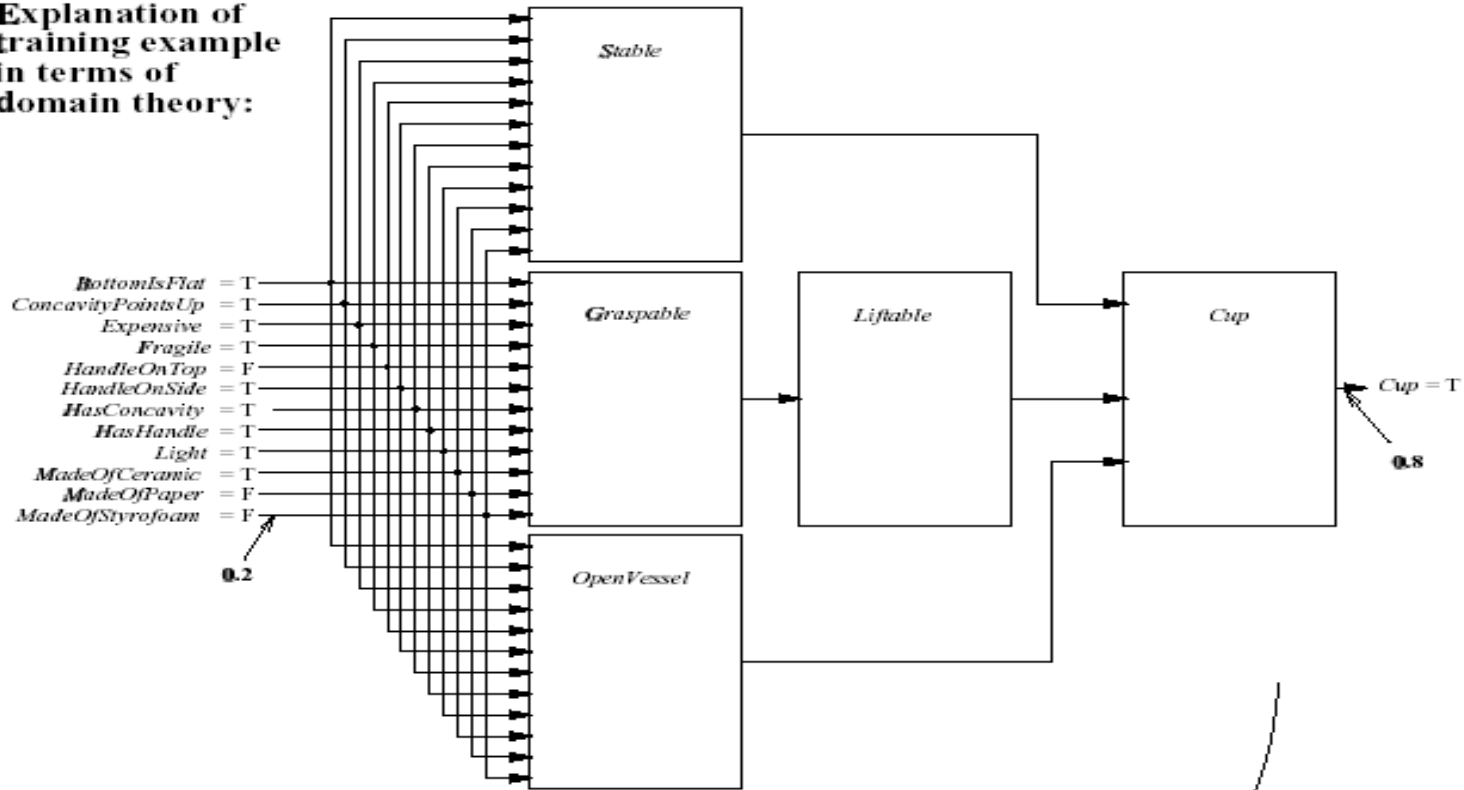 Explanation of
training example
in terms of
domain theory:
Stable
BottomIsFlat = T
ConcavityPointsUp = T
Expensive = T
Fragile = T
HandleOnTop = F
HandleOnSide = T
HasConcavity = T
HasHandle = T
Light = T
MadeOfCeramic = T
MadeOfPaper = F
MadeOfStyrofoam = F
0.2
Graspable
Liftable
Cup
Cup = T
0.8
OpenVessel